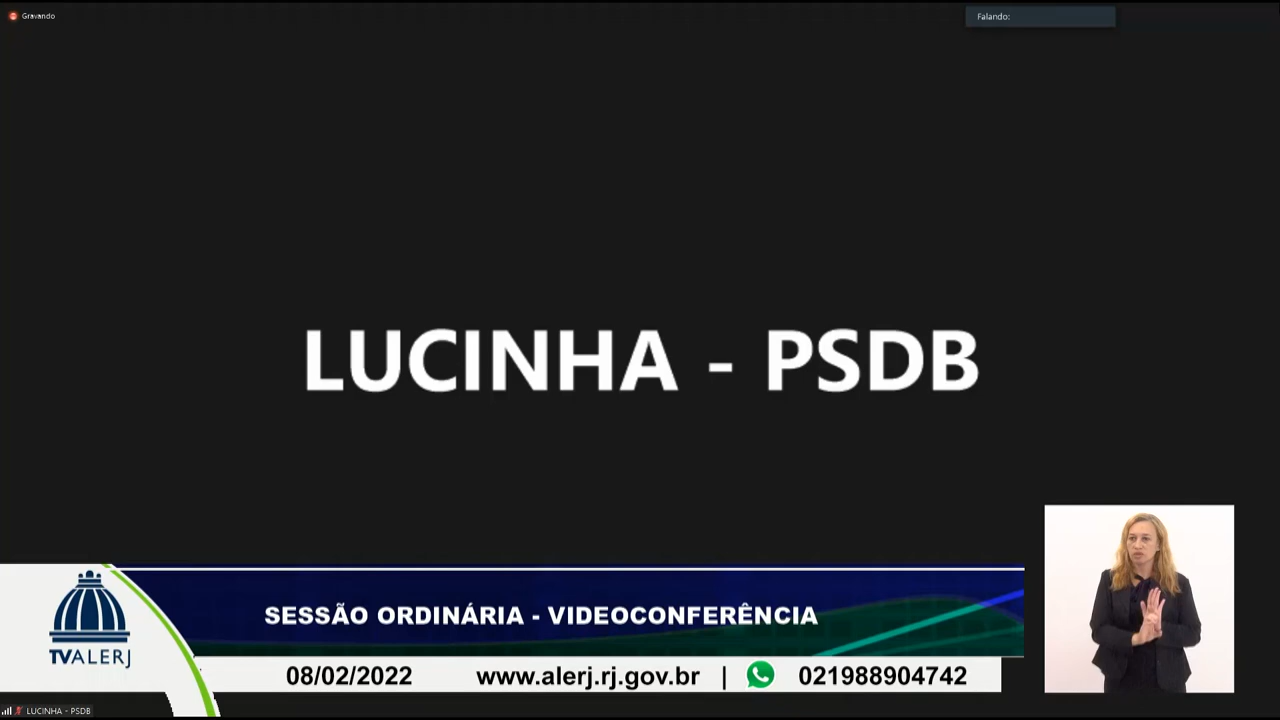 Gravando
Falando:
LUCINHA - PSDB
SESSÃO ORDINÁRIA - VIDEOCONFERÊNCIA
TVALERJ
08/02/2022 www.alerj.rj.gov.br | 021988904742
LUCINHA - PSDB